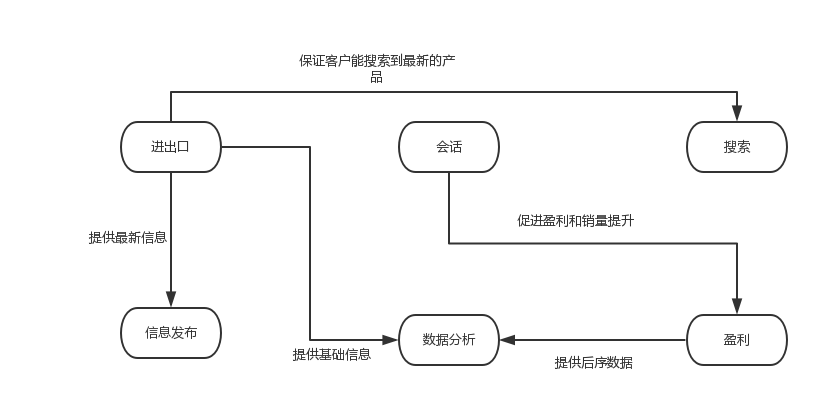 保证客户能搜索到最新的产
品
进出口
会话
搜索
促进盈利和销量提升
提供最新信息
信息发布
数据分析
盈利
提供基础信息
提供后序数据